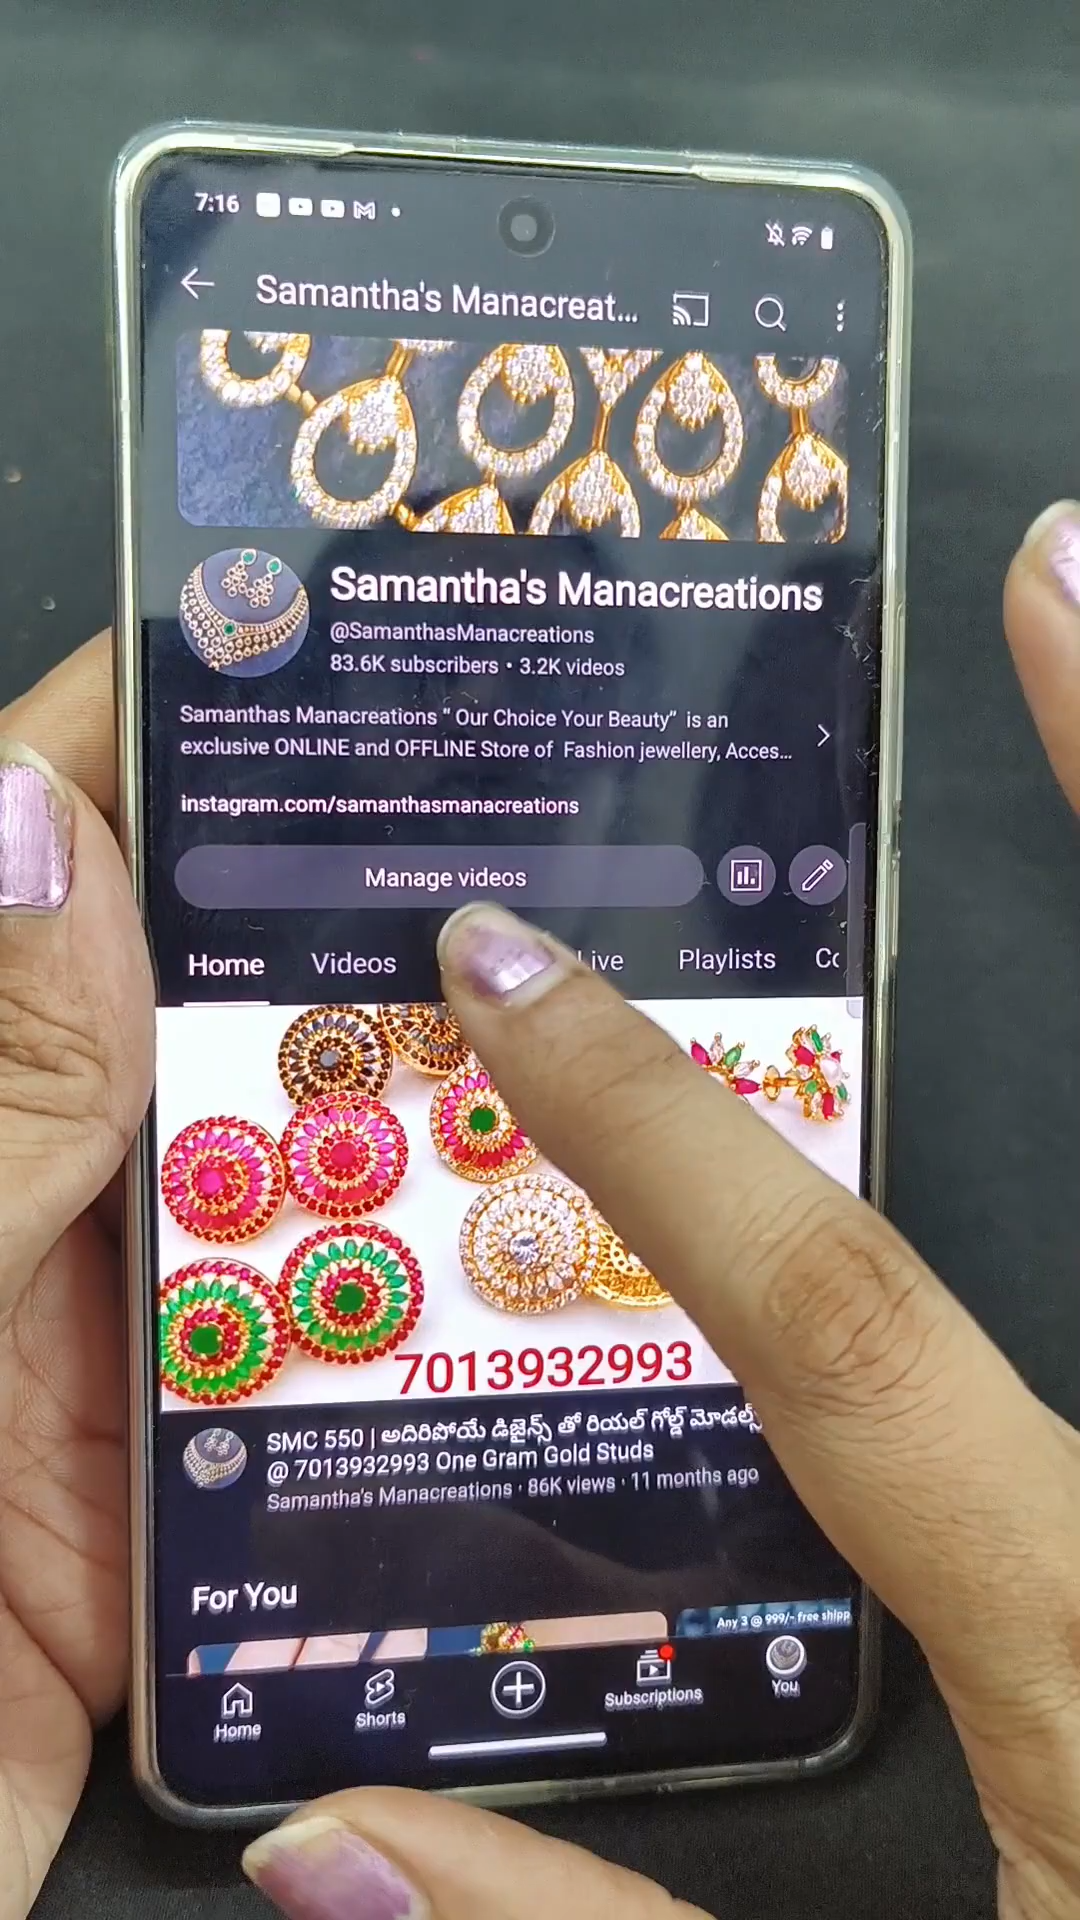 7:16
Samantha's Manacreat...
Samantha's Manacreations
@SamanthasManacreations
83.6K subscribers • 3.2K videos
Samanthas Manacreations “ Our Choice Your Beauty” is an
exclusive ONLINE and OFFLINE Store of Fashion jewellery, Acces...
instagram.com/samanthasmanacreations
Manage videos
Home Videos Live Playlists
7013932993
SMC 550 | అదిరిపోయే డిజైన్స్ తో రియల్ గోల్డ్ మోడల్స్
@ 7013932993 One Gram Gold Studs
Samantha's Manacreations · 86K views · 11 months ago
For You
Any 3 @ 999/- free shipp
Home Shorts Subscriptions You